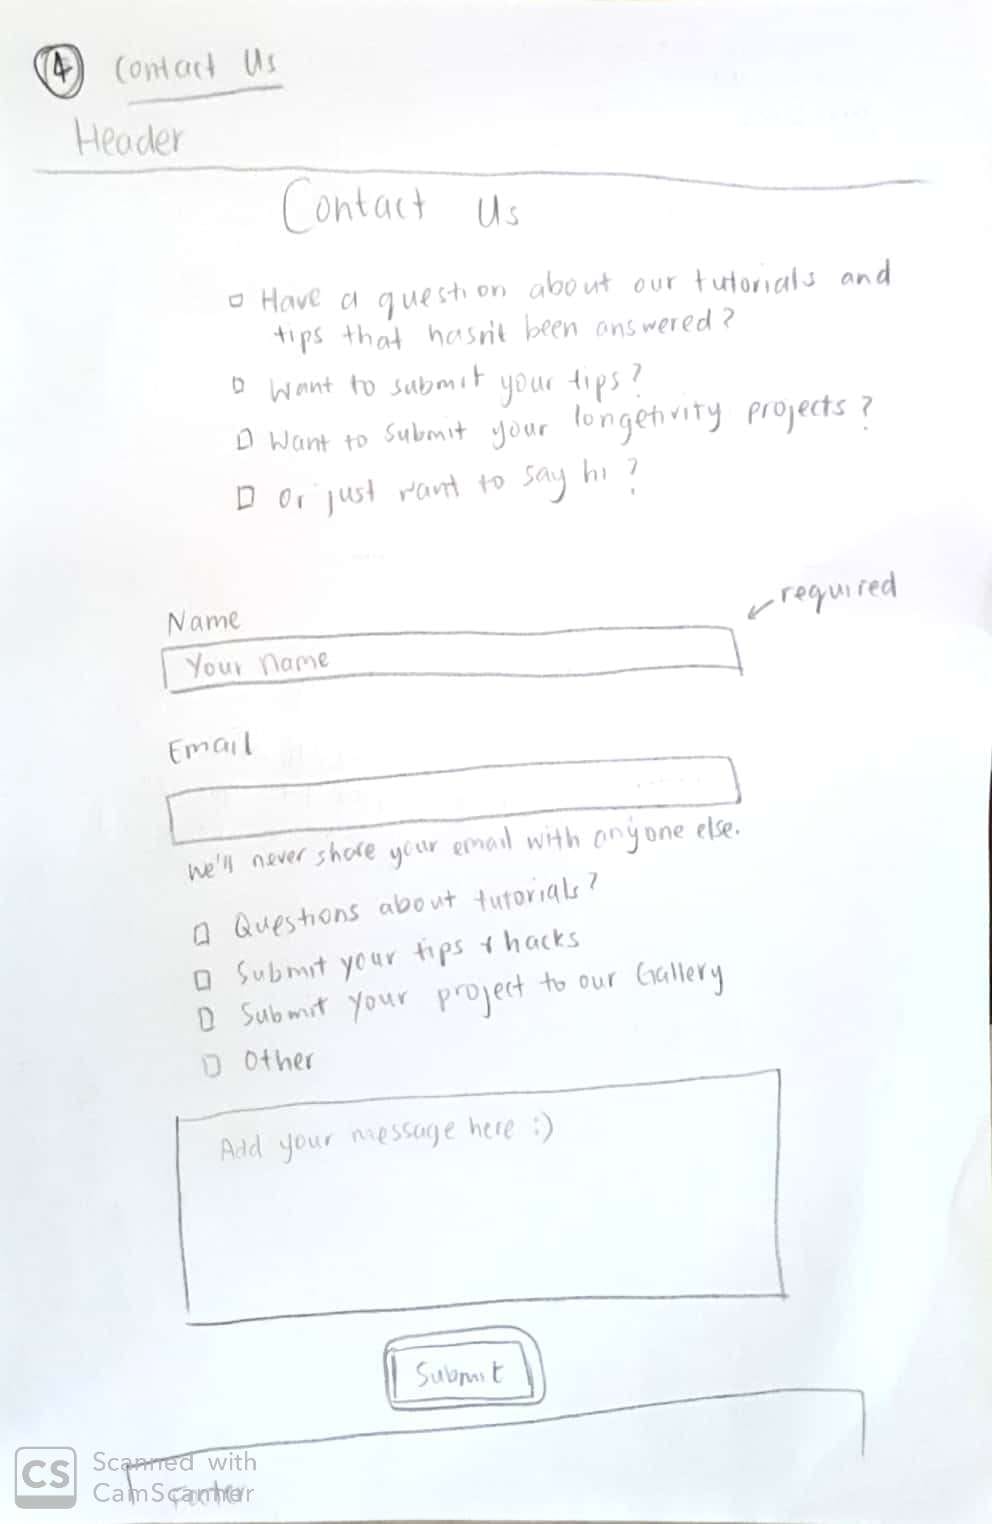 4 Contact Us
Header
Contact Us
Have a question about our tutorials and
tips that hasn't been answered?
Want to submit your tips?
Want to submit your longetivity projects?
Or just want to say hi?
required
Name
Your name
Email
We'll never share your email with anyone else.
Questions about tutorials?
Submit your tips & hacks
Submit your project to our Gallery
Other
Add your message here :)
Submit
Footer
CS Scanned with
CamScanner